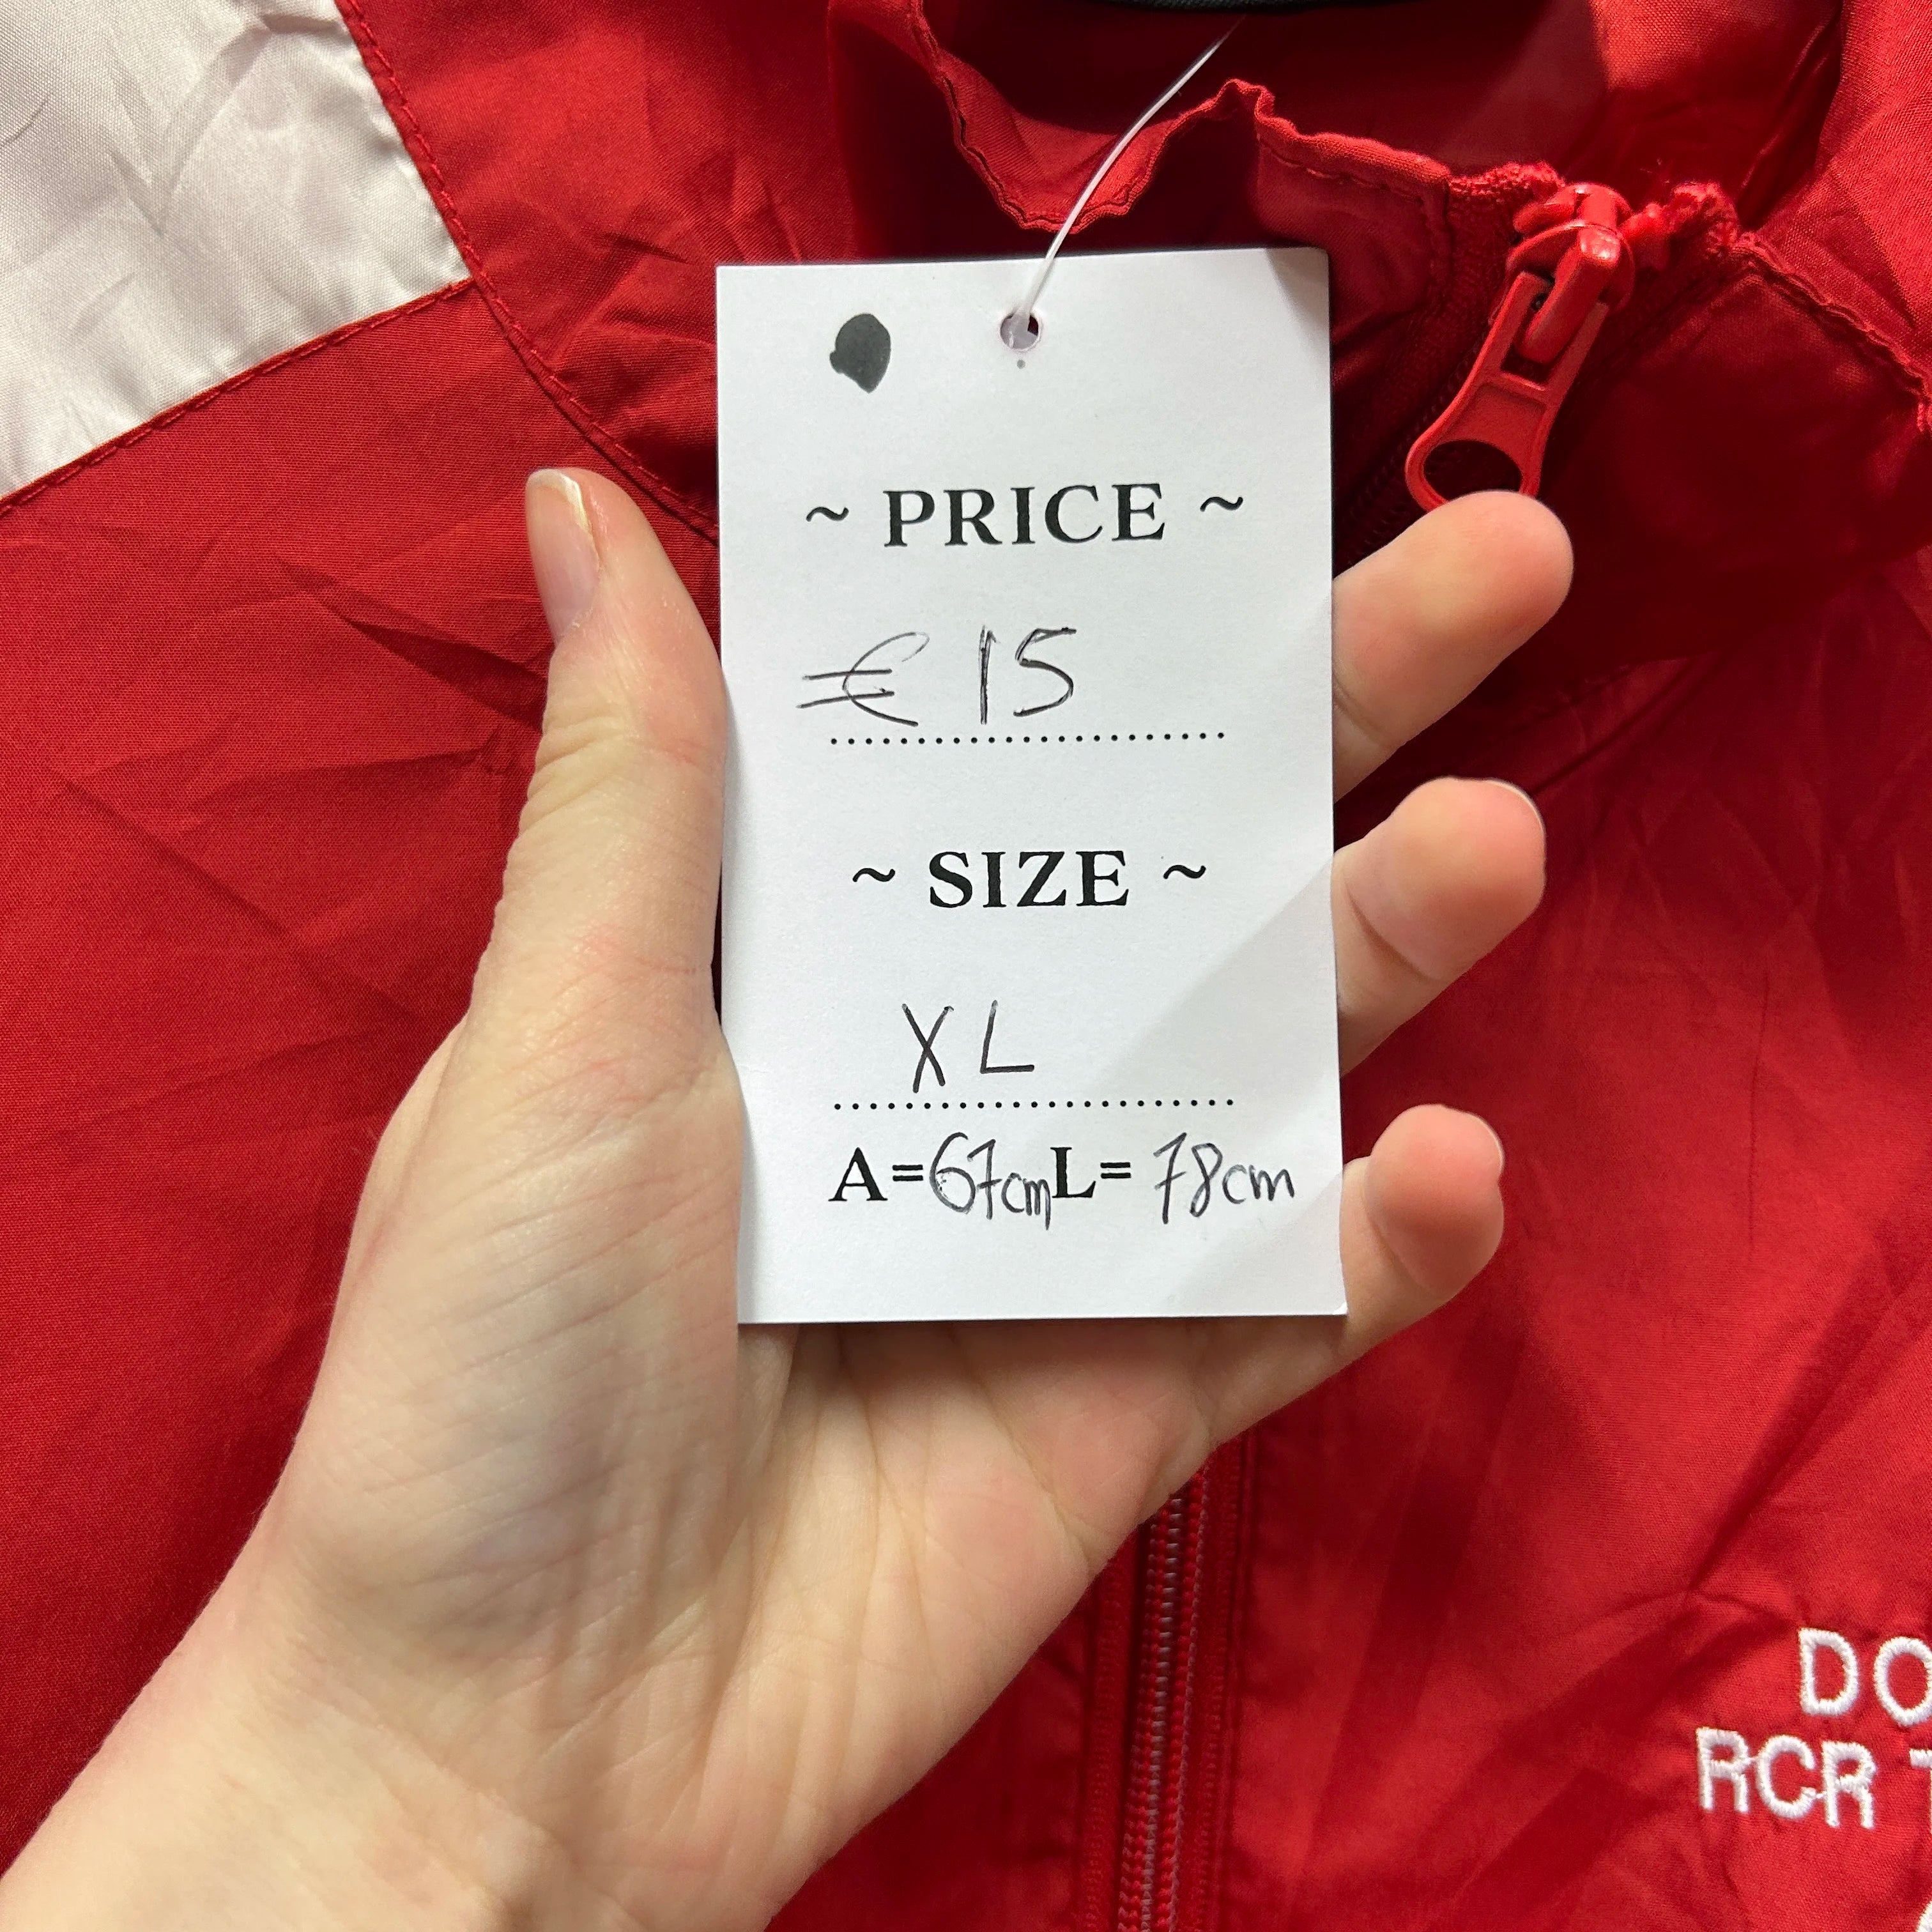 ~ PRICE ~
€ 15
~ SIZE ~
XL
A=67cm L=78cm
DO
RCR T